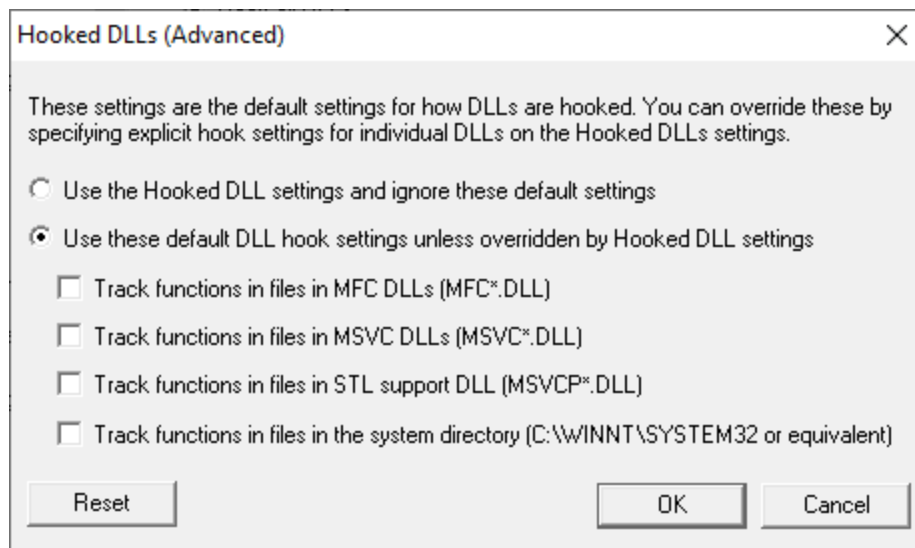 Hooked DLLs (Advanced)
These settings are the default settings for how DLLs are hooked. You can override these by
specifying explicit hook settings for individual DLLs on the Hooked DLLs settings.
Use the Hooked DLL settings and ignore these default settings
Use these default DLL hook settings unless overridden by Hooked DLL settings
Track functions in files in MFC DLLs (MFC*.DLL)
Track functions in files in MSVC DLLs (MSVC*.DLL)
Track functions in files in STL support DLL (MSVCP*.DLL)
Track functions in files in the system directory (C:\WINNT\SYSTEM32 or equivalent)
Reset
OK
Cancel